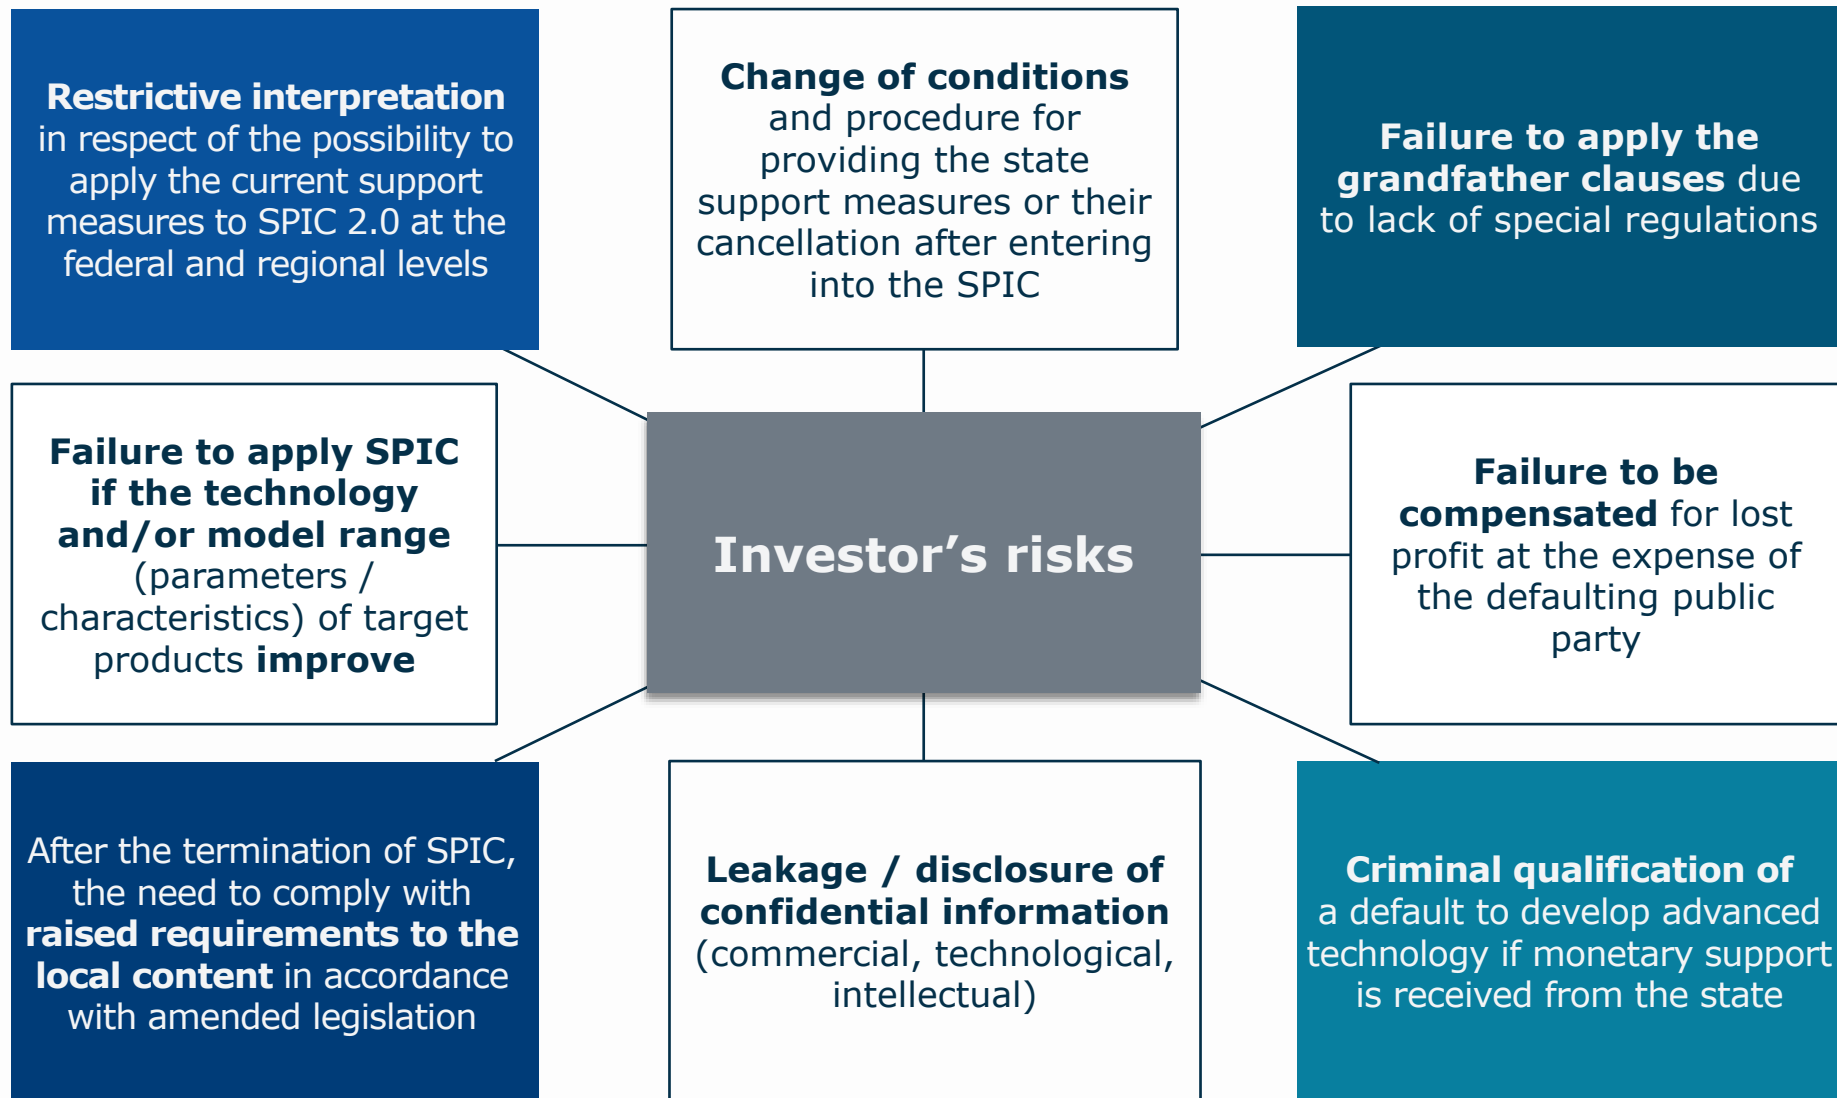 Restrictive interpretation
in respect of the possibility to
apply the current support
measures to SPIC 2.0 at the
federal and regional levels
Change of conditions
and procedure for
providing the state
support measures or their
cancellation after entering
into the SPIC
Failure to apply the
grandfather clauses due
to lack of special regulations
Failure to apply SPIC
if the technology
and/or model range
(parameters /
characteristics) of target
products improve
Investor’s risks
Failure to be
compensated for lost
profit at the expense of
the defaulting public
party
After the termination of SPIC,
the need to comply with
raised requirements to the
local content in accordance
with amended legislation
Leakage / disclosure of
confidential information
(commercial, technological,
intellectual)
Criminal qualification of
a default to develop advanced
technology if monetary support
is received from the state